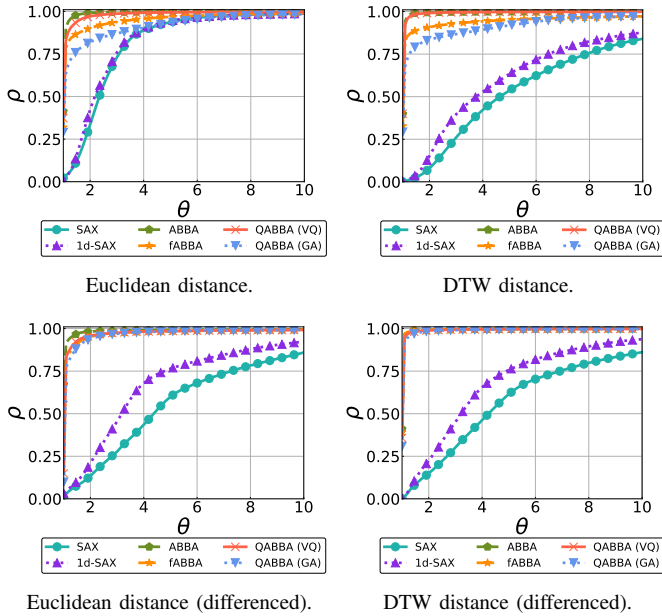 1.00 1.00
0.75 0.75
ρ ρ
0.50 0.50
0.25 0.25
0.00 0.00
2 4 6 8 10 2 4 6 8 10
θ θ
SAX ABBA QABBA (VQ) SAX ABBA QABBA (VQ)
1d-SAX fABBA QABBA (GA) 1d-SAX fABBA QABBA (GA)
Euclidean distance. DTW distance.
1.00 1.00
0.75 0.75
ρ ρ
0.50 0.50
0.25 0.25
0.00 0.00
2 4 6 8 10 2 4 6 8 10
θ θ
SAX ABBA QABBA (VQ) SAX ABBA QABBA (VQ)
1d-SAX fABBA QABBA (GA) 1d-SAX fABBA QABBA (GA)
Euclidean distance (differenced). DTW distance (differenced).